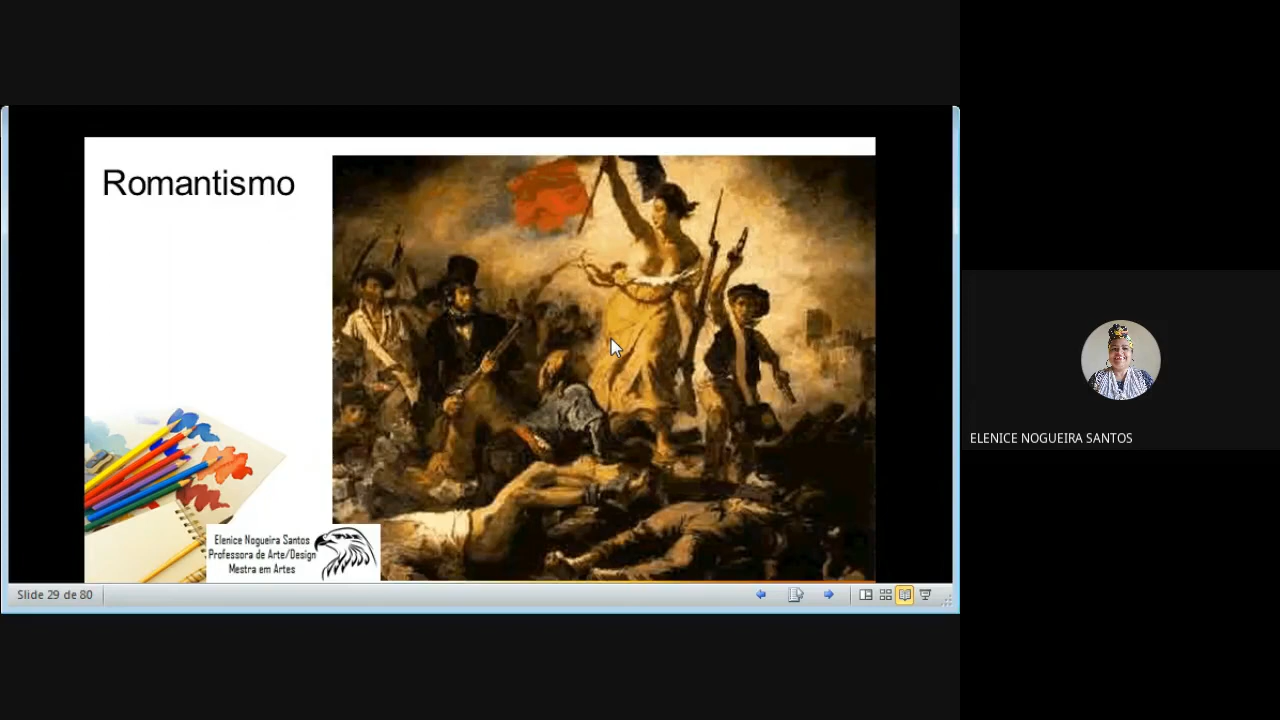 Romantismo
Elenice Nogueira Santos
Professora de Arte/Design
Mestra em Artes
Slide 29 de 80
ELENICE NOGUEIRA SANTOS